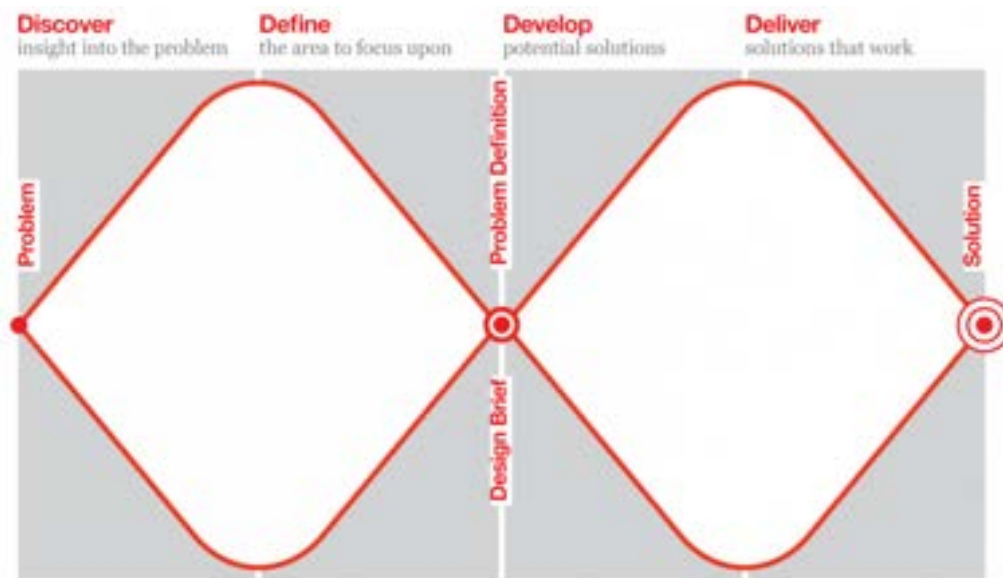 Discover
insight into the problem
Define
the area to focus upon
Develop
potential solutions
Deliver
solutions that work
Problem
Problem Definition
Design Brief
Solution